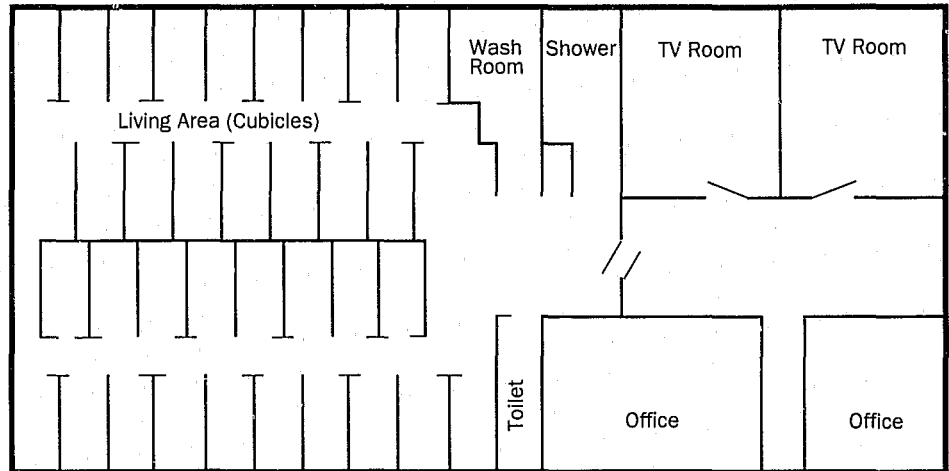 Wash
Room
Shower
TV Room
TV Room
Living Area (Cubicles)
Toilet
Office
Office